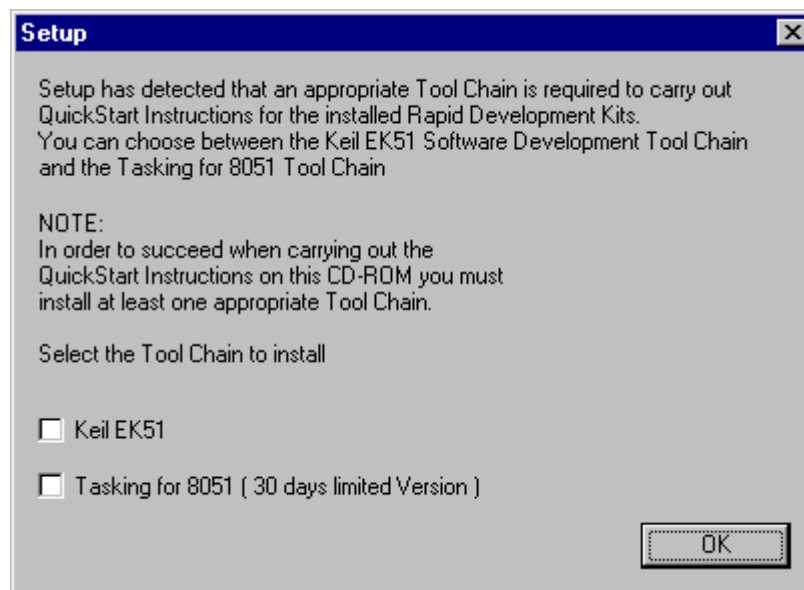 Setup
Setup has detected that an appropriate Tool Chain is required to carry out
QuickStart Instructions for the installed Rapid Development Kits.
You can choose between the Keil EK51 Software Development Tool Chain
and the Tasking for 8051 Tool Chain
NOTE:
In order to succeed when carrying out the
QuickStart Instructions on this CD-ROM you must
install at least one appropriate Tool Chain.
Select the Tool Chain to install
Keil EK51
Tasking for 8051 ( 30 days limited Version )
OK